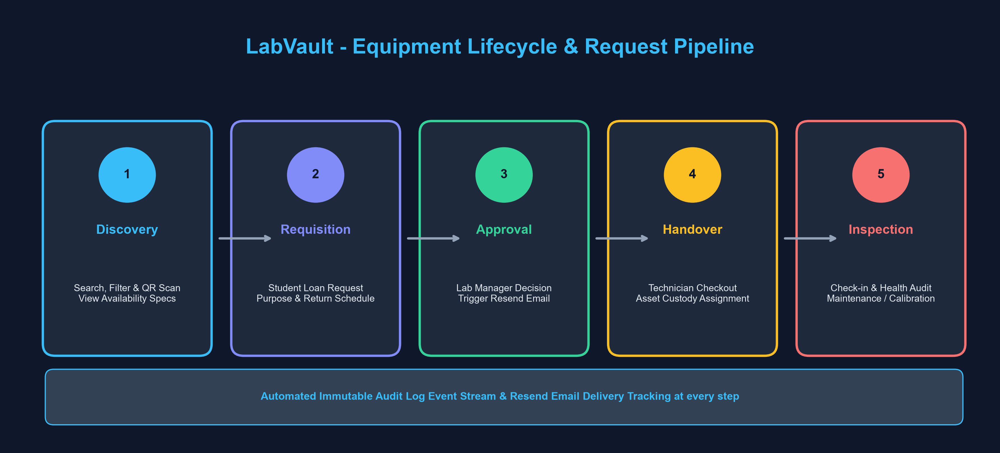 LabVault - Equipment Lifecycle & Request Pipeline
1
Discovery
Search, Filter & QR Scan
View Availability Specs
2
Requisition
Student Loan Request
Purpose & Return Schedule
3
Approval
Lab Manager Decision
Trigger Resend Email
4
Handover
Technician Checkout
Asset Custody Assignment
5
Inspection
Check-in & Health Audit
Maintenance / Calibration
Automated Immutable Audit Log Event Stream & Resend Email Delivery Tracking at every step